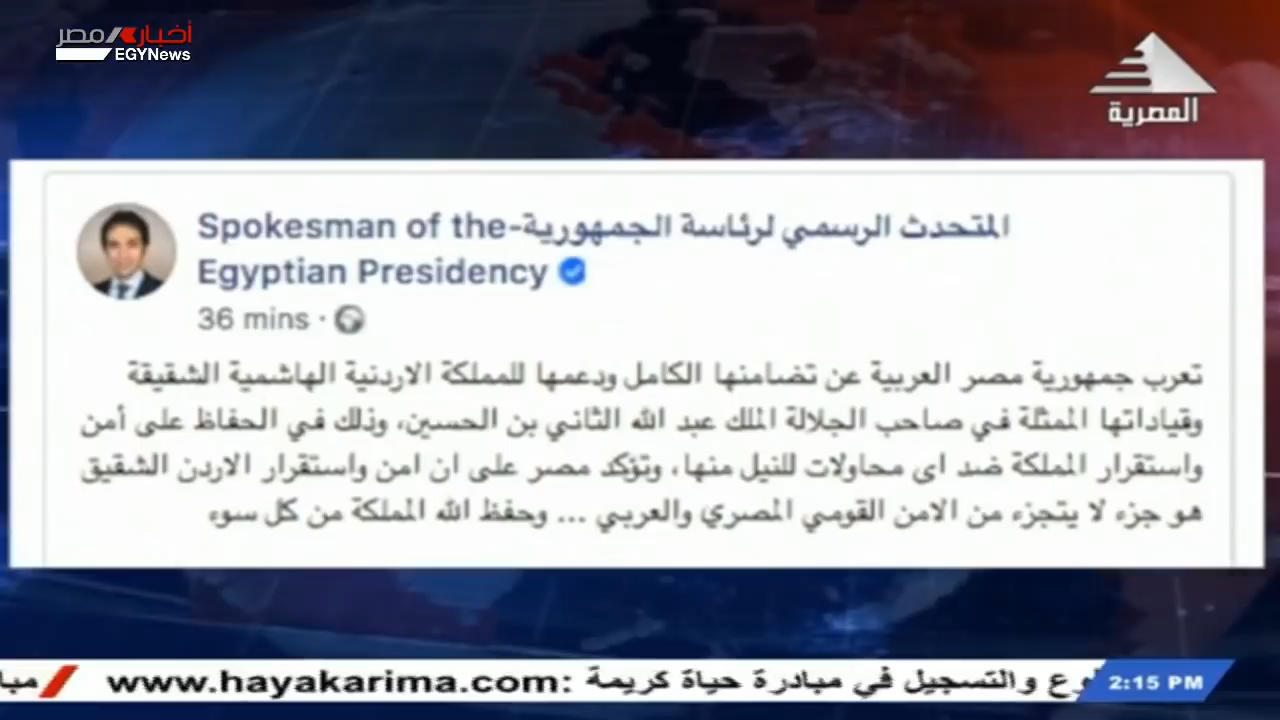 أخبار مصر
EGYNews
المصرية
المتحدث الرسمي لرئاسة الجمهورية-Spokesman of the
Egyptian Presidency
36 mins ·
تعرب جمهورية مصر العربية عن تضامنها الكامل ودعمها للمملكة الاردنية الهاشمية الشقيقة
وقياداتها الممثلة في صاحب الجلالة الملك عبد الله الثاني بن الحسين، وذلك في الحفاظ على أمن
واستقرار المملكة ضد اى محاولات للنيل منها، وتؤكد مصر على ان امن واستقرار الاردن الشقيق
هو جزء لا يتجزء من الامن القومي المصري والعربي ... وحفظ الله المملكة من كل سوء
والتسجيل في مبادرة حياة كريمة: www.hayakarima.com
2:15 PM